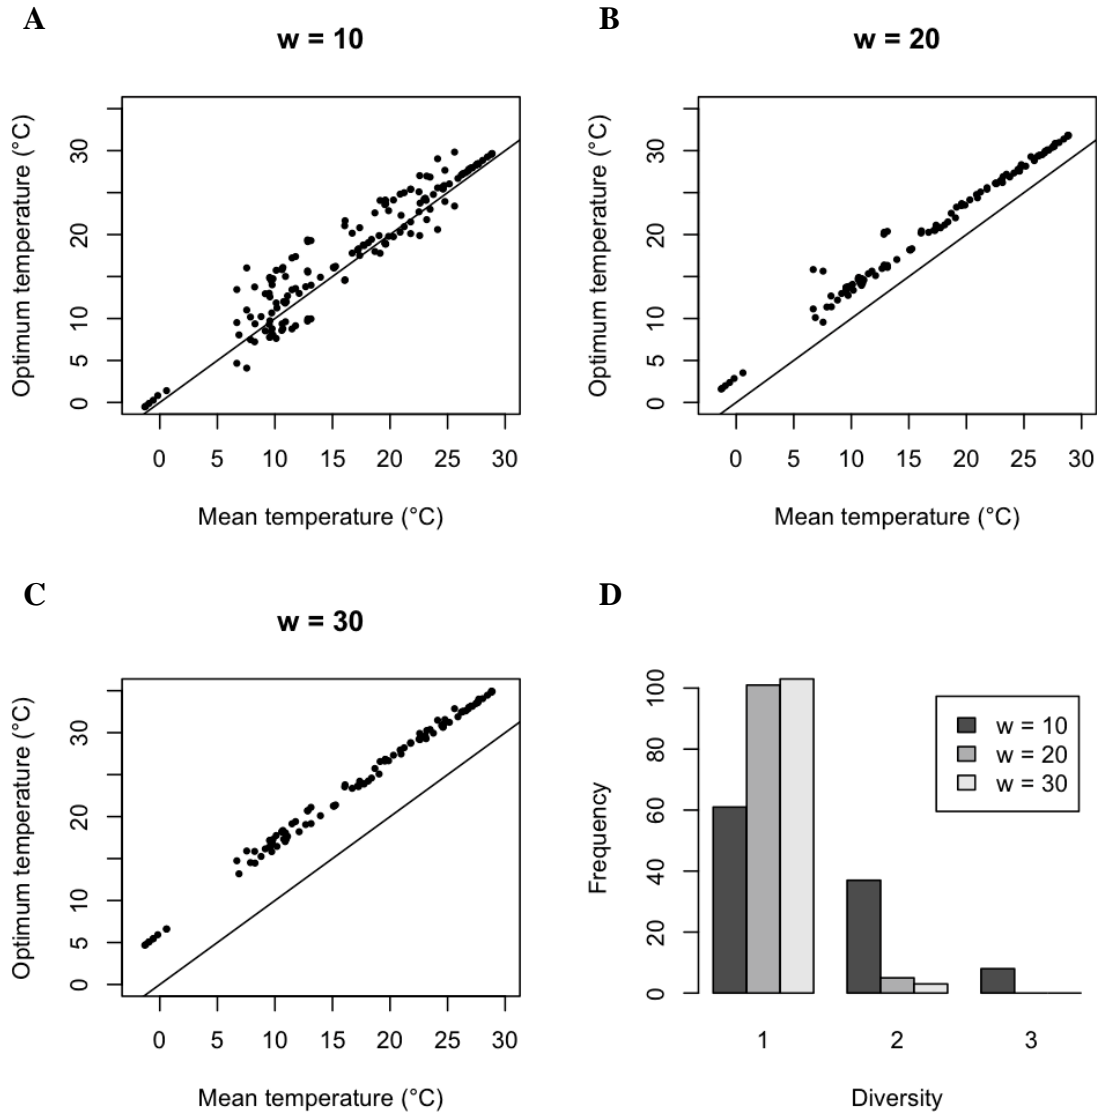 A
w = 10
Optimum temperature (°C)
0 5 10 20 30
0 5 10 15 20 25 30
Mean temperature (°C)
B
w = 20
Optimum temperature (°C)
0 5 10 20 30
0 5 10 15 20 25 30
Mean temperature (°C)
C
w = 30
Optimum temperature (°C)
0 5 10 20 30
0 5 10 15 20 25 30
Mean temperature (°C)
D
Frequency
0 20 40 60 80 100
w = 10
w = 20
w = 30
1 2 3
Diversity